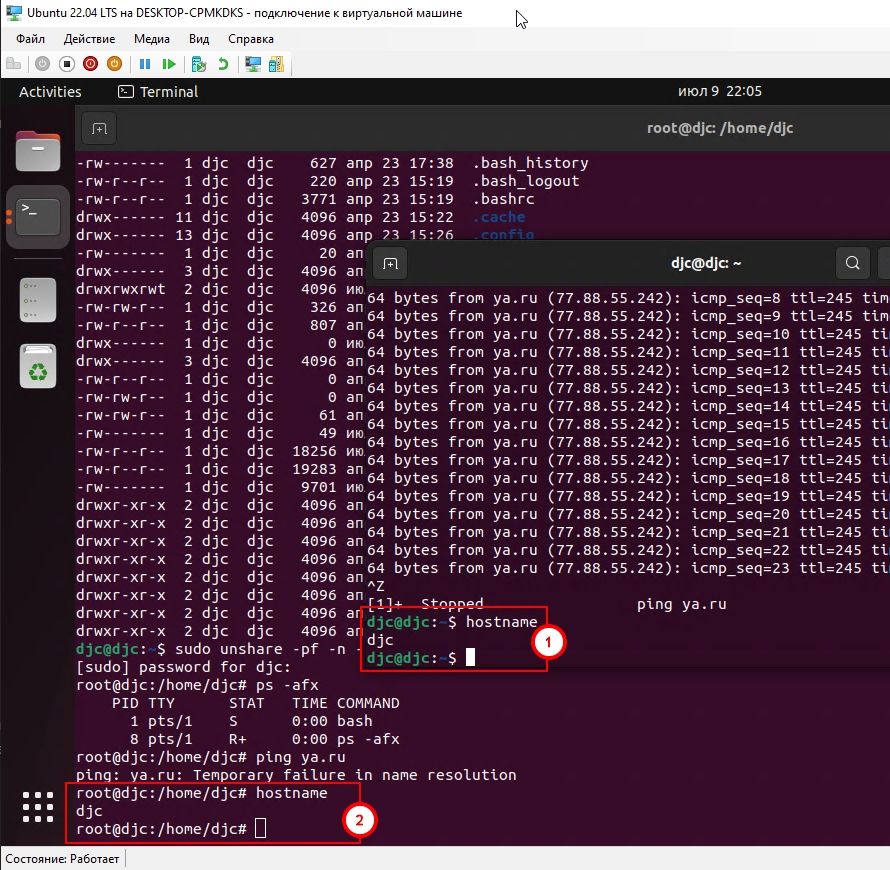 Ubuntu 22.04 LTS на DESKTOP-CPMKDKS - подключение к виртуальной машине
Файл Действие Медиа Вид Справка
Activities Terminal июл 9 22:05
root@djc: /home/djc
-rw------- 1 djc djc 627 апр 23 17:38 .bash_history
-rw-r--r-- 1 djc djc 220 апр 23 15:19 .bash_logout
-rw-r--r-- 1 djc djc 3771 апр 23 15:19 .bashrc
drwx------ 11 djc djc 4096 апр 23 15:22 .cache
drwx------ 13 djc djc 4096 апр 23 15:26 .config
-rw------- 1 djc djc 20 ап
drwx------ 3 djc djc 4096 ап
drwxrwxrwt 2 djc djc 4096 ию
-rw-rw-r-- 1 djc djc 326 ап
-rw-r--r-- 1 djc djc 807 ап
drwx------ 1 djc djc 0 ию
drwx------ 3 djc djc 4096 ап
-rw-r--r-- 1 djc djc 0 ап
-rw-rw-r-- 1 djc djc 0 ап
-rw-rw-r-- 1 djc djc 61 ап
-rw------- 1 djc djc 49 ию
-rw-r--r-- 1 djc djc 18256 ию
-rw-r--r-- 1 djc djc 19283 ап
-rw------- 1 djc djc 9701 ию
drwxr-xr-x 2 djc djc 4096 ап
drwxr-xr-x 2 djc djc 4096 ап
drwxr-xr-x 2 djc djc 4096 ап
drwxr-xr-x 2 djc djc 4096 ап
drwxr-xr-x 2 djc djc 4096 ап
drwxr-xr-x 2 djc djc 4096 ап
drwxr-xr-x 2 djc djc 4096 ап
drwxr-xr-x 2 djc djc 4096 ап
djc@djc:~$ sudo unshare -pf -n -
[sudo] password for djc:
root@djc:/home/djc# ps -afx
PID TTY STAT TIME COMMAND
1 pts/1 S 0:00 bash
8 pts/1 R+ 0:00 ps -afx
root@djc:/home/djc# ping ya.ru
ping: ya.ru: Temporary failure in name resolution
root@djc:/home/djc# hostname
djc
root@djc:/home/djc#
2
djc@djc: ~
64 bytes from ya.ru (77.88.55.242): icmp_seq=8 ttl=245 tim
64 bytes from ya.ru (77.88.55.242): icmp_seq=9 ttl=245 tim
64 bytes from ya.ru (77.88.55.242): icmp_seq=10 ttl=245 ti
64 bytes from ya.ru (77.88.55.242): icmp_seq=11 ttl=245 ti
64 bytes from ya.ru (77.88.55.242): icmp_seq=12 ttl=245 ti
64 bytes from ya.ru (77.88.55.242): icmp_seq=13 ttl=245 ti
64 bytes from ya.ru (77.88.55.242): icmp_seq=14 ttl=245 ti
64 bytes from ya.ru (77.88.55.242): icmp_seq=15 ttl=245 ti
64 bytes from ya.ru (77.88.55.242): icmp_seq=16 ttl=245 ti
64 bytes from ya.ru (77.88.55.242): icmp_seq=17 ttl=245 ti
64 bytes from ya.ru (77.88.55.242): icmp_seq=18 ttl=245 ti
64 bytes from ya.ru (77.88.55.242): icmp_seq=19 ttl=245 ti
64 bytes from ya.ru (77.88.55.242): icmp_seq=20 ttl=245 ti
64 bytes from ya.ru (77.88.55.242): icmp_seq=21 ttl=245 ti
64 bytes from ya.ru (77.88.55.242): icmp_seq=22 ttl=245 ti
64 bytes from ya.ru (77.88.55.242): icmp_seq=23 ttl=245 ti
^Z
[1]+ Stopped ping ya.ru
djc@djc:~$ hostname
djc
djc@djc:~$
1
Состояние: Работает